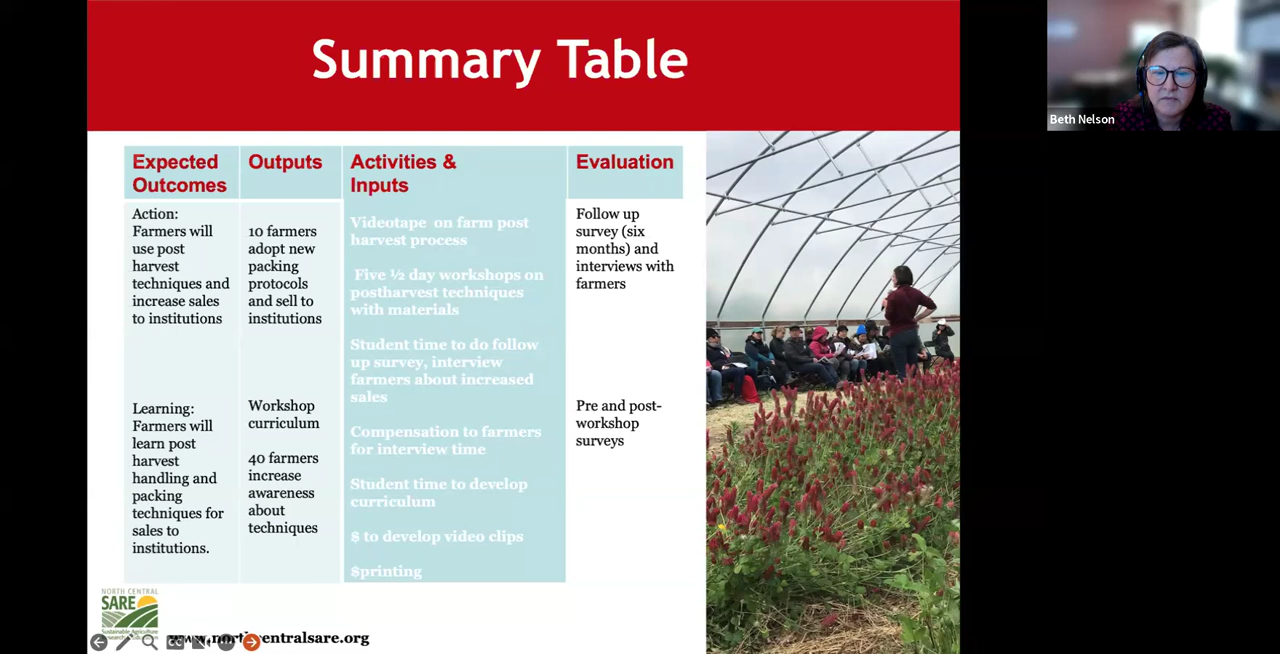 Summary Table
Beth Nelson
Expected
Outcomes
Outputs
Activities &
Inputs
Evaluation
Action:
Farmers will
use post
harvest
techniques and
increase sales
to institutions
10 farmers
adopt new
packing
protocols
and sell to
institutions
Videotape on farm post
harvest process
Five ½ day workshops on
postharvest techniques
with materials
Student time to do follow
up survey, interview
farmers about increased
sales
Compensation to farmers
for interview time
Student time to develop
curriculum
$ to develop video clips
$printing
Follow up
survey (six
months) and
interviews with
farmers
Learning:
Farmers will
learn post
harvest
handling and
packing
techniques for
sales to
institutions.
Workshop
curriculum
40 farmers
increase
awareness
about
techniques
Pre and post-
workshop
surveys
NORTH CENTRAL
SARE
Sustainable Agriculture
www.northcentralsare.org
CC